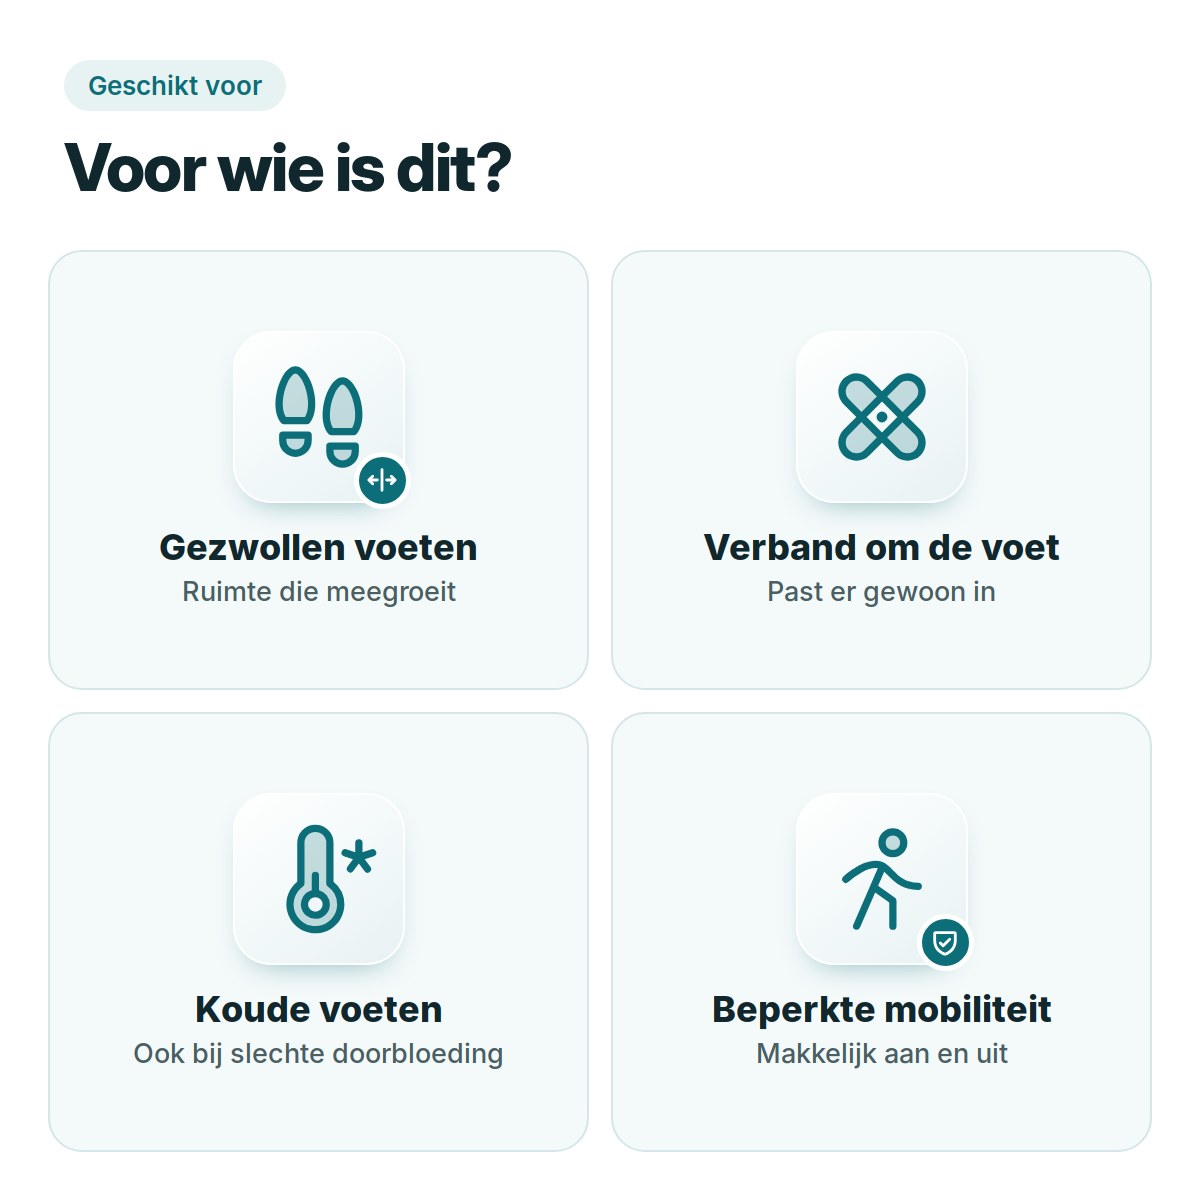 Geschikt voor
Voor wie is dit?
Gezwollen voeten
Ruimte die meegroeit
Verband om de voet
Past er gewoon in
Koude voeten
Ook bij slechte doorbloeding
Beperkte mobiliteit
Makkelijk aan en uit